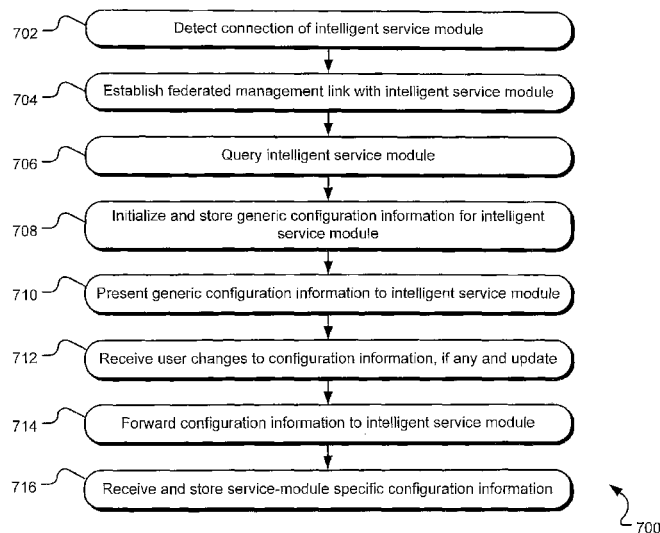 702
Detect connection of intelligent service module
704
Establish federated management link with intelligent service module
706
Query intelligent service module
708
Initialize and store generic configuration information for intelligent
service module
710
Present generic configuration information to intelligent service module
712
Receive user changes to configuration information, if any and update
714
Forward configuration information to intelligent service module
716
Receive and store service-module specific configuration information
700